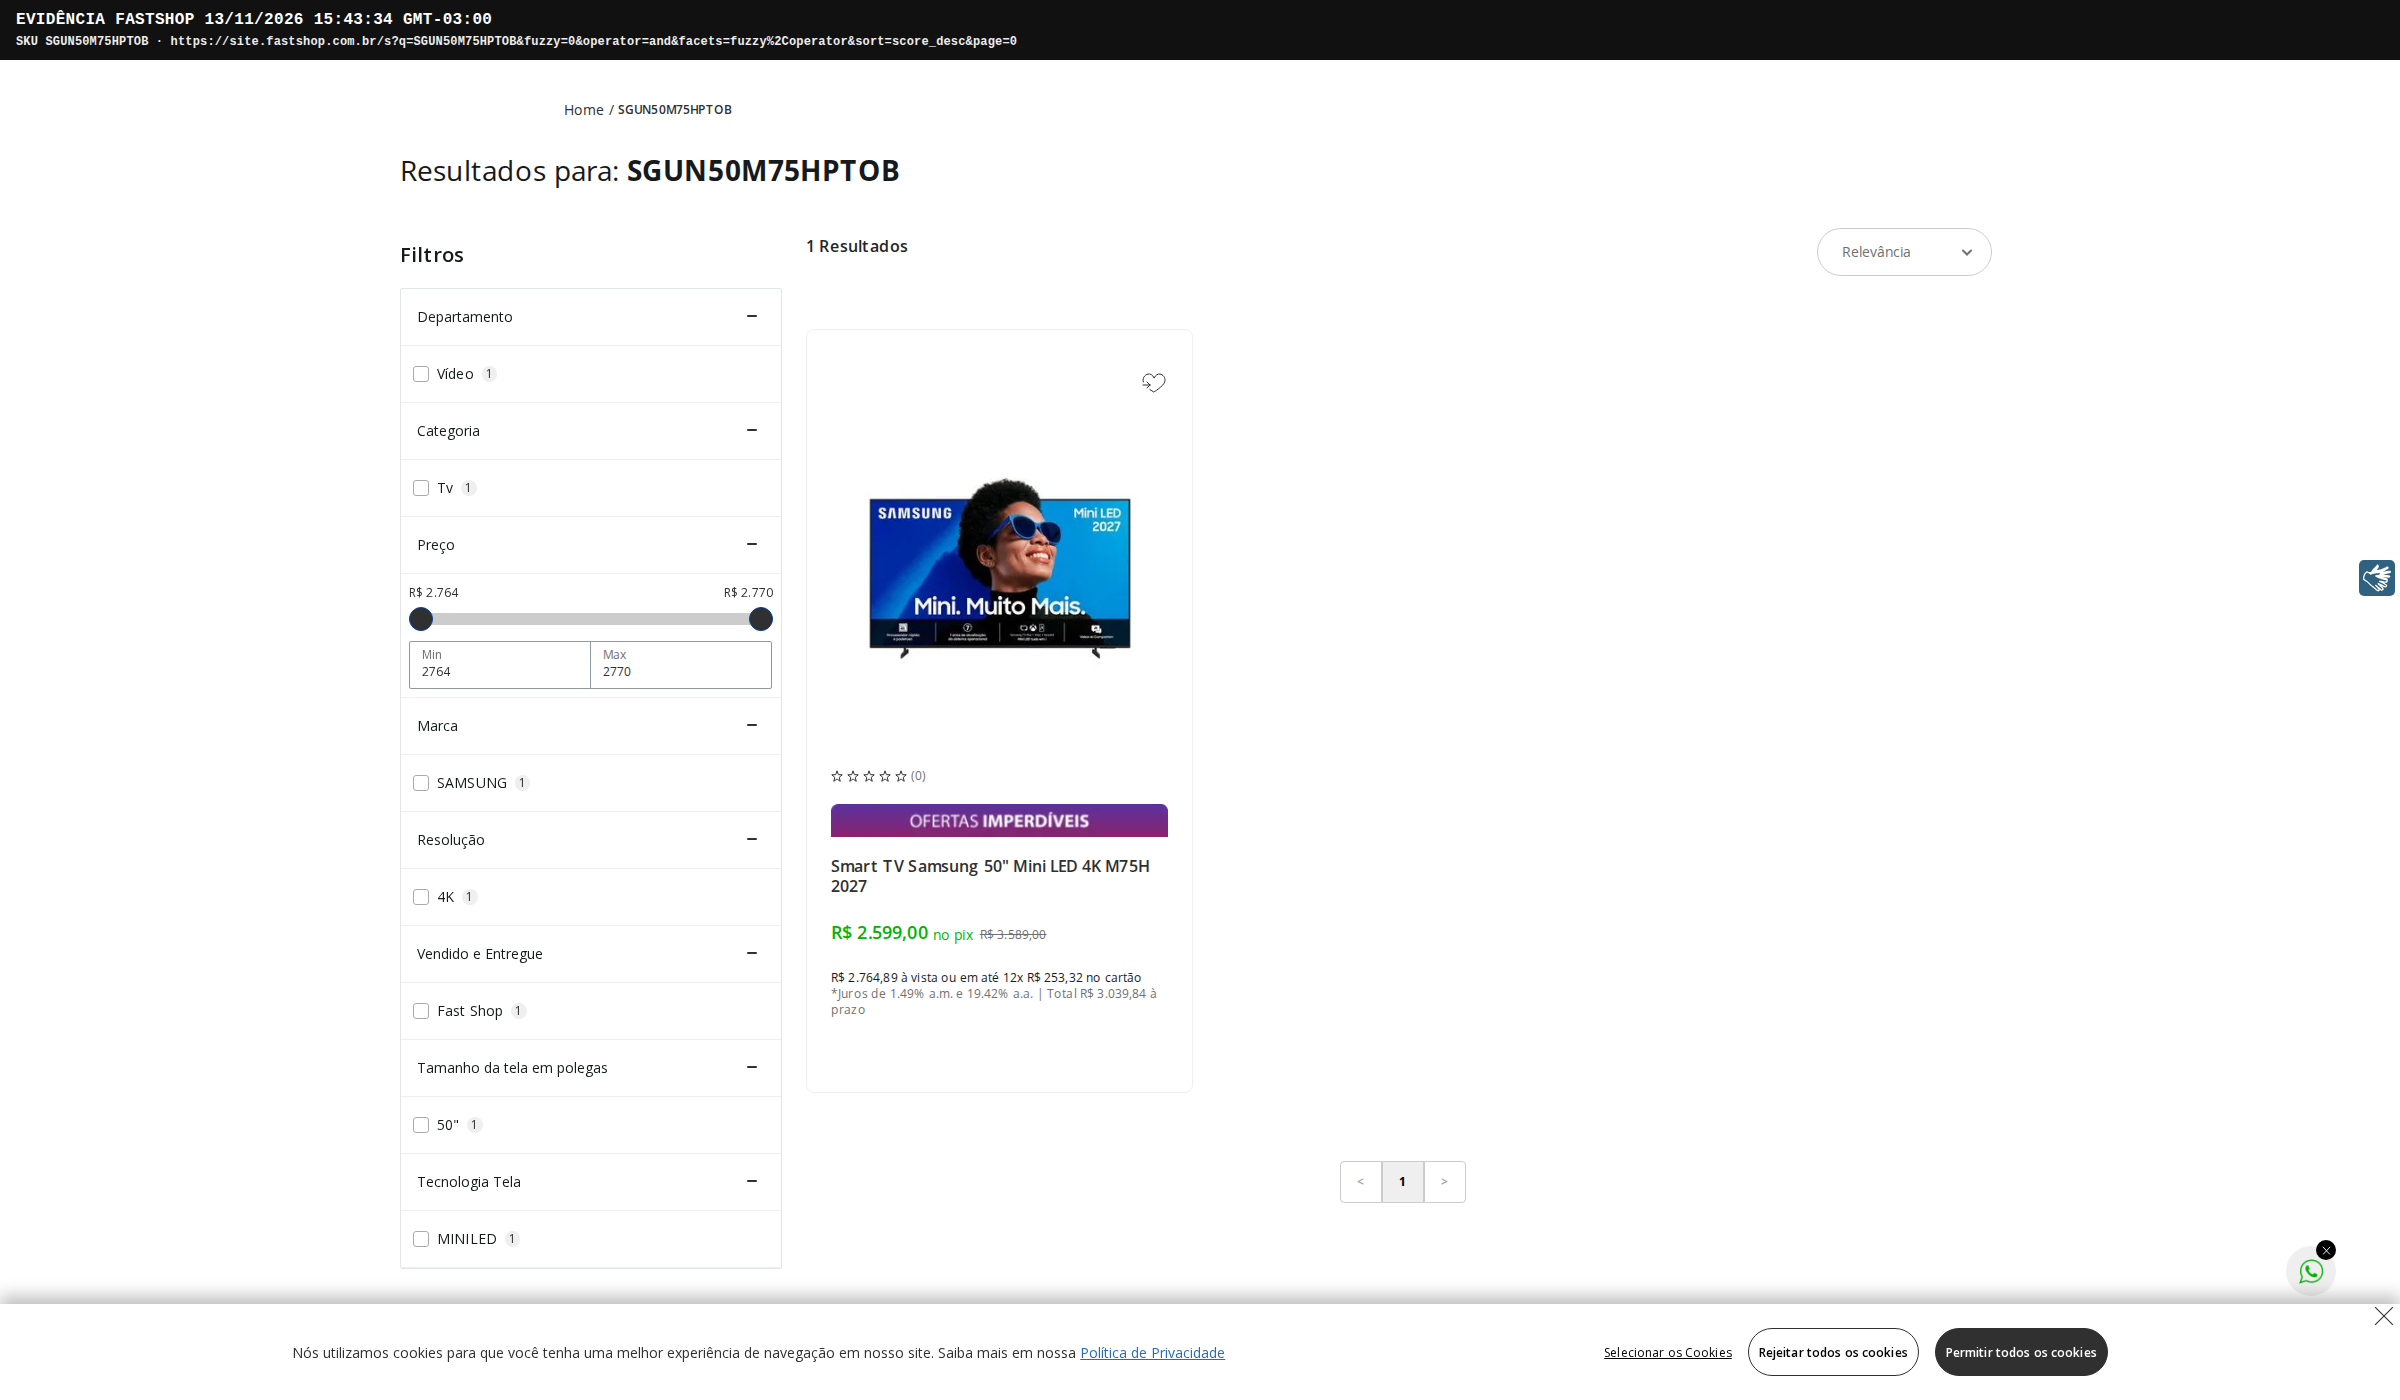 EVIDÊNCIA FASTSHOP 13/11/2026 15:43:34 GMT-03:00
SKU SGUN50M75HPTOB · https://site.fastshop.com.br/s?q=SGUN50M75HPTOB&fuzzy=0&operator=and&facets=fuzzy%2Coperator&sort=score_desc&page=0
Home / SGUN50M75HPTOB
Resultados para: SGUN50M75HPTOB
Filtros
Departamento
Vídeo 1
Categoria
Tv 1
Preço
R$ 2.764 R$ 2.770
Min Max
2764 2770
Marca
SAMSUNG 1
Resolução
4K 1
Vendido e Entregue
Fast Shop 1
Tamanho da tela em polegas
50" 1
Tecnologia Tela
MINILED 1
1 Resultados
Relevância
SAMSUNG
Mini LED
2027
Mini. Muito Mais.
(0)
OFERTAS IMPERDÍVEIS
Smart TV Samsung 50" Mini LED 4K M75H
2027
R$ 2.599,00 no pix R$ 3.589,00
R$ 2.764,89 à vista ou em até 12x R$ 253,32 no cartão
*Juros de 1.49% a.m. e 19.42% a.a. | Total R$ 3.039,84 à
prazo
< 1 >
Nós utilizamos cookies para que você tenha uma melhor experiência de navegação em nosso site. Saiba mais em nossa Política de Privacidade
Selecionar os Cookies
Rejeitar todos os cookies
Permitir todos os cookies